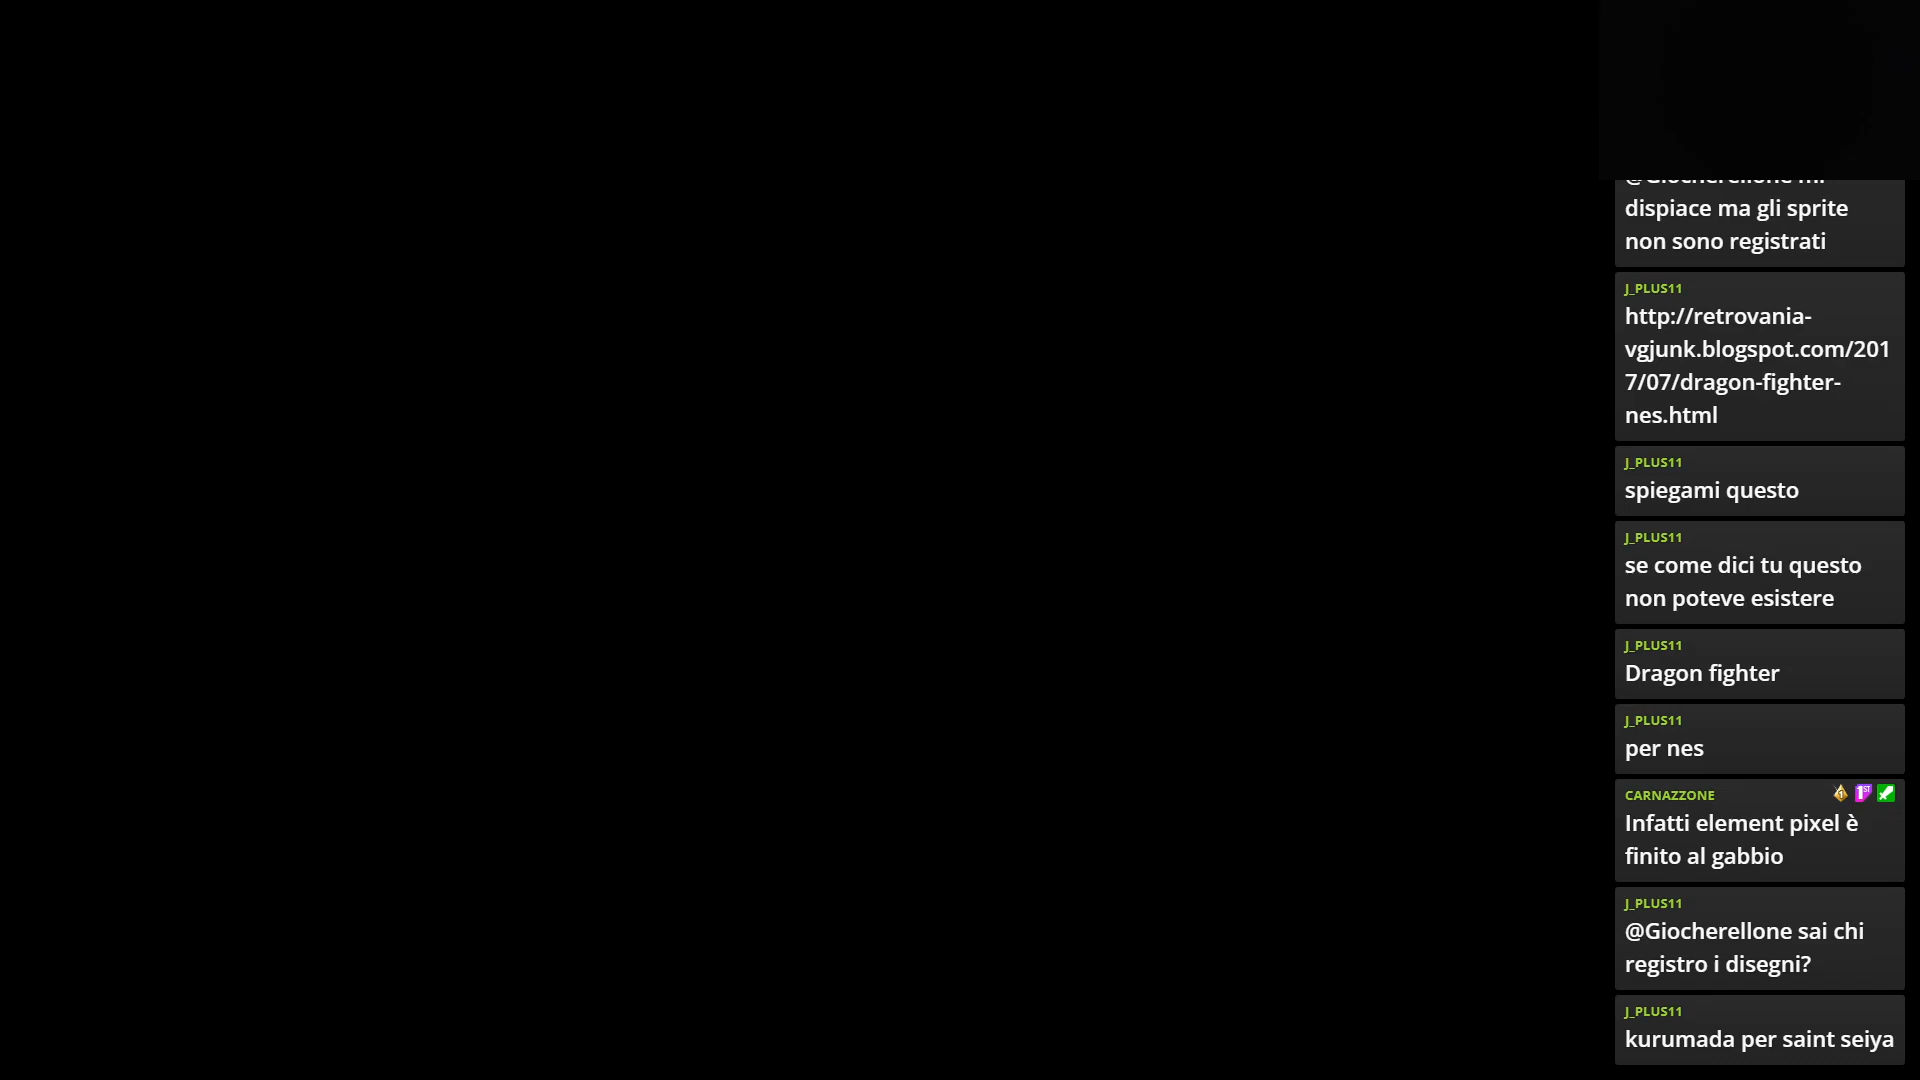 @Giocherellone mi
dispiace ma gli sprite
non sono registrati
J_PLUS11
http://retrovania-
vgjunk.blogspot.com/201
7/07/dragon-fighter-
nes.html
J_PLUS11
spiegami questo
J_PLUS11
se come dici tu questo
non poteve esistere
J_PLUS11
Dragon fighter
J_PLUS11
per nes
CARNAZZONE
Infatti element pixel è
finito al gabbio
J_PLUS11
@Giocherellone sai chi
registro i disegni?
J_PLUS11
kurumada per saint seiya